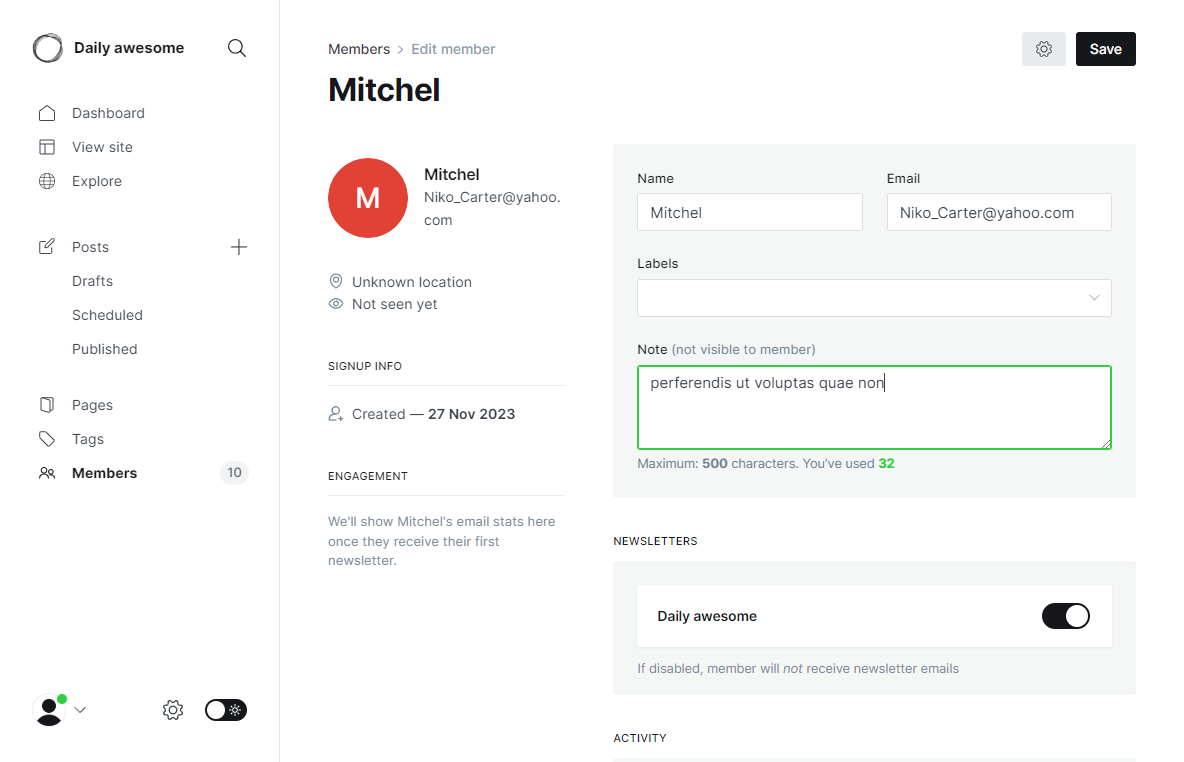 Daily awesome
Dashboard
View site
Explore
Posts
Drafts
Scheduled
Published
Pages
Tags
Members 10
Members > Edit member
Save
Mitchel
M
Mitchel
Niko_Carter@yahoo.
com
Unknown location
Not seen yet
SIGNUP INFO
Created — 27 Nov 2023
ENGAGEMENT
We'll show Mitchel's email stats here
once they receive their first
newsletter.
Name Email
Mitchel Niko_Carter@yahoo.com
Labels
Note (not visible to member)
perferendis ut voluptas quae non
Maximum: 500 characters. You've used 32
NEWSLETTERS
Daily awesome
If disabled, member will not receive newsletter emails
ACTIVITY